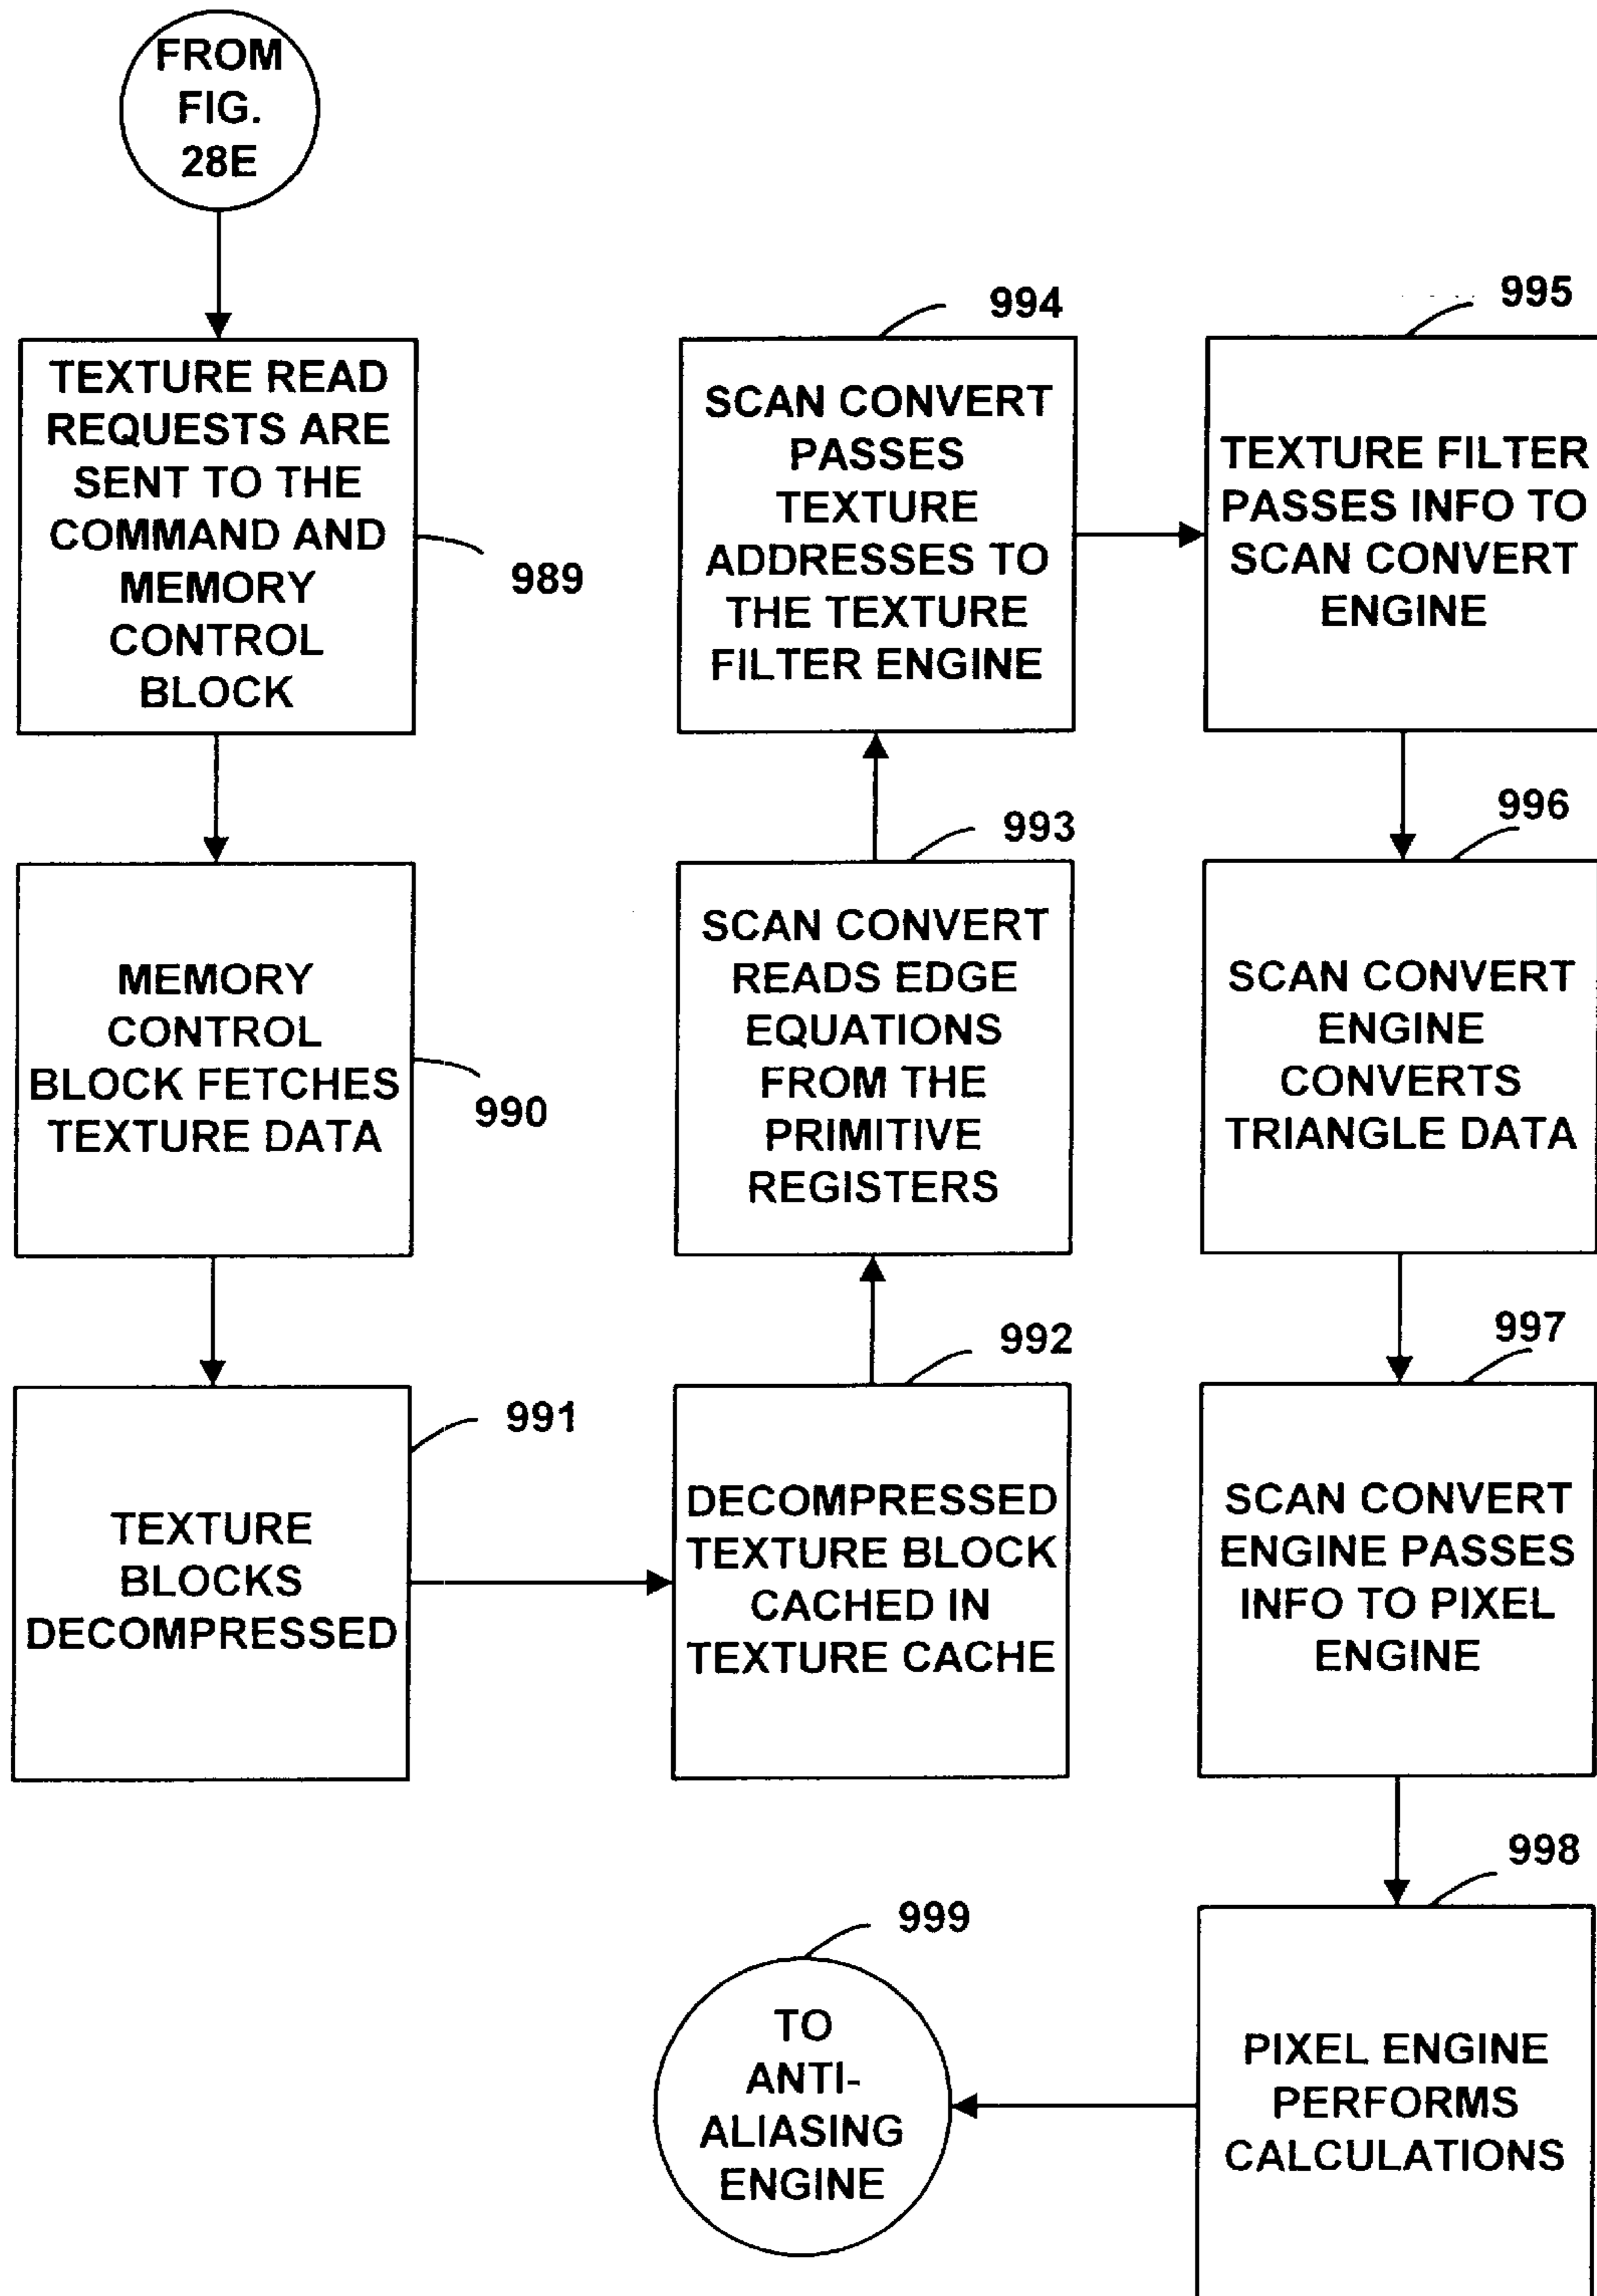 FROM
FIG.
28E
TEXTURE READ
REQUESTS ARE
SENT TO THE
COMMAND AND
MEMORY
CONTROL
BLOCK
989
MEMORY
CONTROL
BLOCK FETCHES
TEXTURE DATA
990
TEXTURE
BLOCKS
DECOMPRESSED
991
DECOMPRESSED
TEXTURE BLOCK
CACHED IN
TEXTURE CACHE
992
SCAN CONVERT
READS EDGE
EQUATIONS
FROM THE
PRIMITIVE
REGISTERS
993
SCAN CONVERT
PASSES
TEXTURE
ADDRESSES TO
THE TEXTURE
FILTER ENGINE
994
TEXTURE FILTER
PASSES INFO TO
SCAN CONVERT
ENGINE
995
SCAN CONVERT
ENGINE
CONVERTS
TRIANGLE DATA
996
SCAN CONVERT
ENGINE PASSES
INFO TO PIXEL
ENGINE
997
PIXEL ENGINE
PERFORMS
CALCULATIONS
998
TO
ANTI-
ALIASING
ENGINE
999